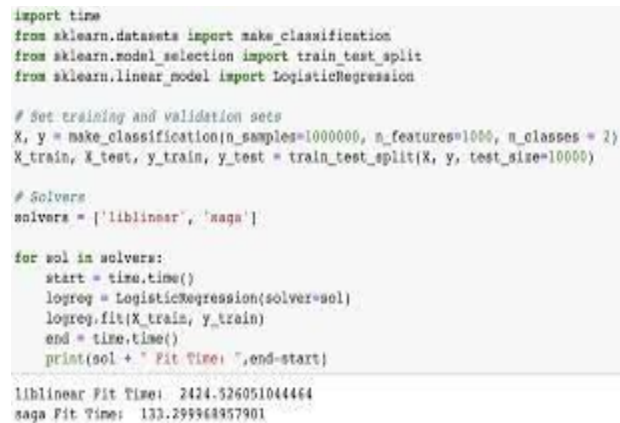 import time
from sklearn.datasets import make_classification
from sklearn.model_selection import train_test_split
from sklearn.linear_model import LogisticRegression
# Set training and validation sets
X, y = make_classification(n_samples=1000000, n_features=1000, n_classes = 2)
X_train, X_test, y_train, y_test = train_test_split(X, y, test_size=10000)
# Solvers
solvers = ['liblinear', 'saga']
for sol in solvers:
    start = time.time()
    logreg = LogisticRegression(solver=sol)
    logreg.fit(X_train, y_train)
    end = time.time()
    print(sol + " Fit Time: ",end-start)
liblinear Fit Time:  2424.526051044464
saga Fit Time:  133.299968957901